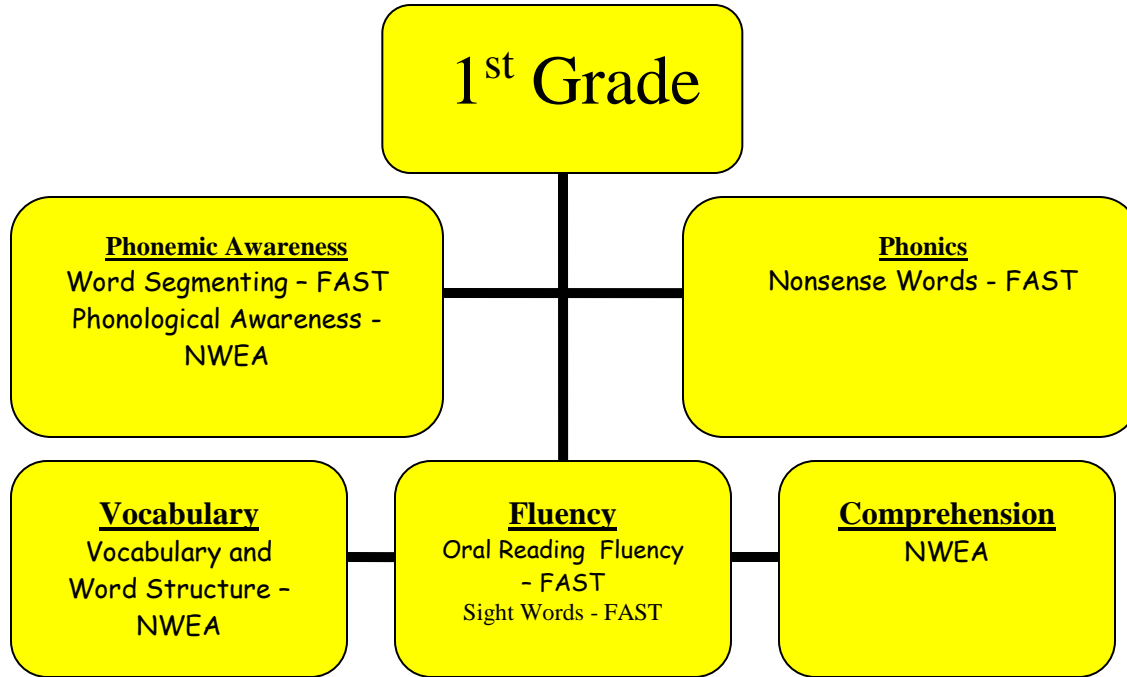 1st Grade
Phonemic Awareness
Word Segmenting – FAST
Phonological Awareness -
NWEA
Phonics
Nonsense Words - FAST
Vocabulary
Vocabulary and
Word Structure –
NWEA
Fluency
Oral Reading Fluency
– FAST
Sight Words - FAST
Comprehension
NWEA